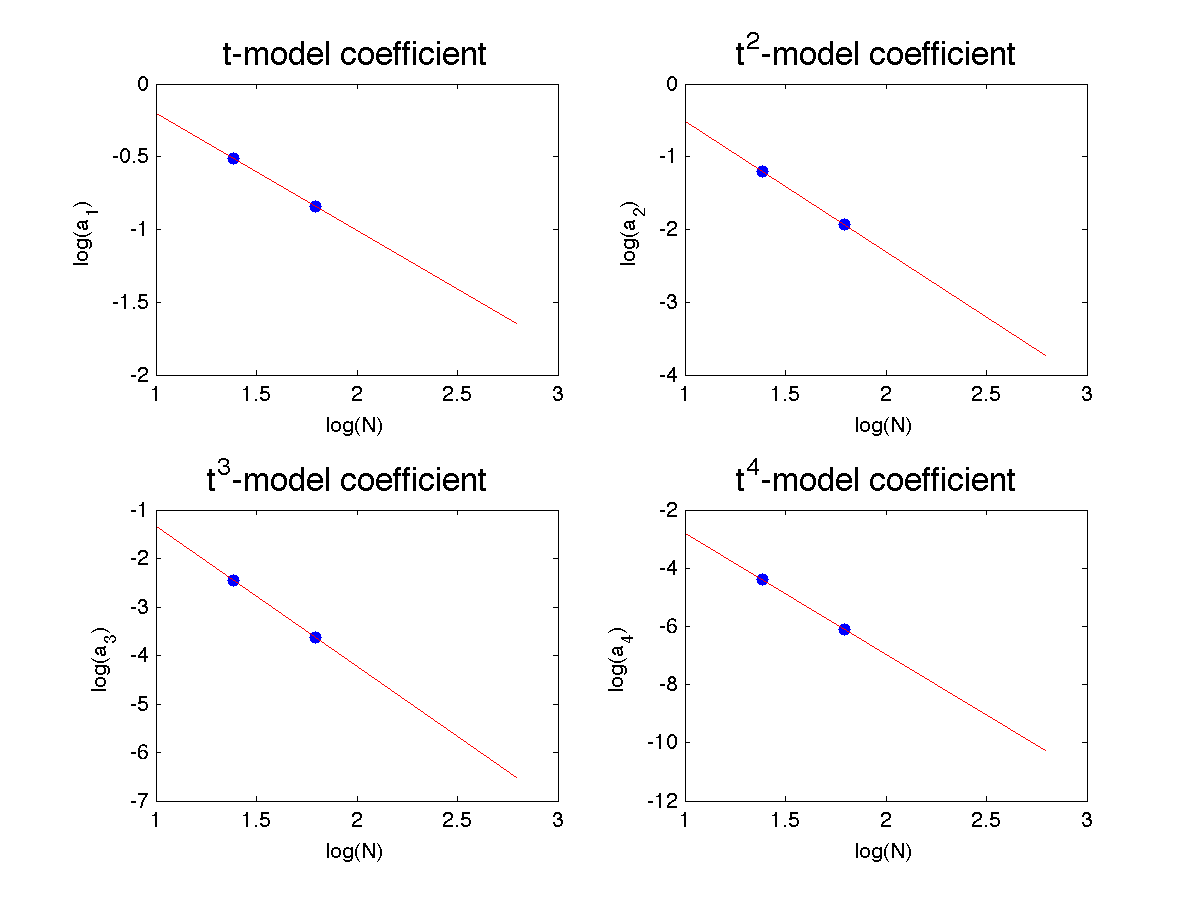 t-model coefficient
0
-0.5
-1
-1.5
-2
log(a₁)
1 1.5 2 2.5 3
log(N)
t²-model coefficient
0
-1
-2
-3
-4
log(a₂)
1 1.5 2 2.5 3
log(N)
t³-model coefficient
-1
-2
-3
-4
-5
-6
-7
log(a₃)
1 1.5 2 2.5 3
log(N)
t⁴-model coefficient
-2
-4
-6
-8
-10
-12
log(a₄)
1 1.5 2 2.5 3
log(N)